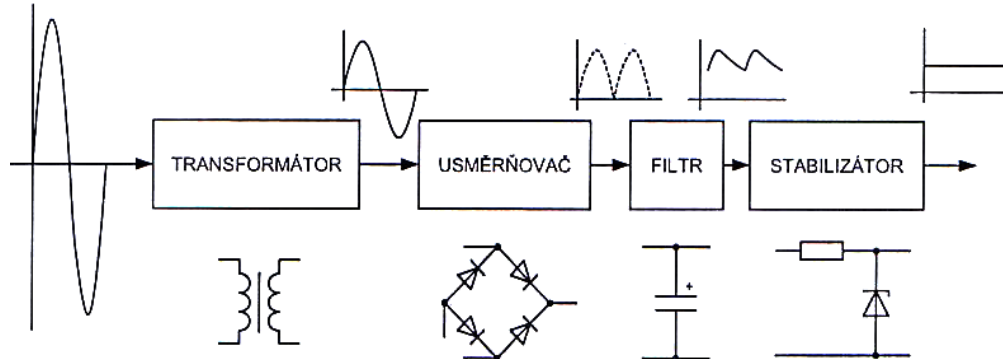 TRANSFORMÁTOR
USMĚRŇOVAČ
FILTR
STABILIZÁTOR
+